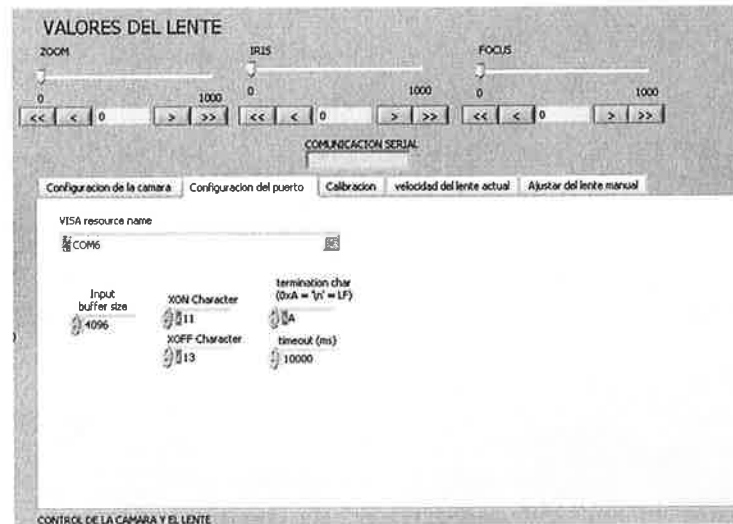 VALORES DEL LENTE
ZOOM IRIS FOCUS
0 1000 0 1000 0 1000
<< < 0 > >> << < 0 > >> << < 0 > >>
COMUNICACION SERIAL
Configuracion de la camara Configuracion del puerto Calibracion velocidad del lente actual Ajustar del lente manual
VISA resource name
COM6
Input
buffer size
4096
XON Character
11
XOFF Character
13
termination char
(0xA = '\n' = LF)
A
timeout (ms)
10000
CONTROL DE LA CAMARA Y EL LENTE